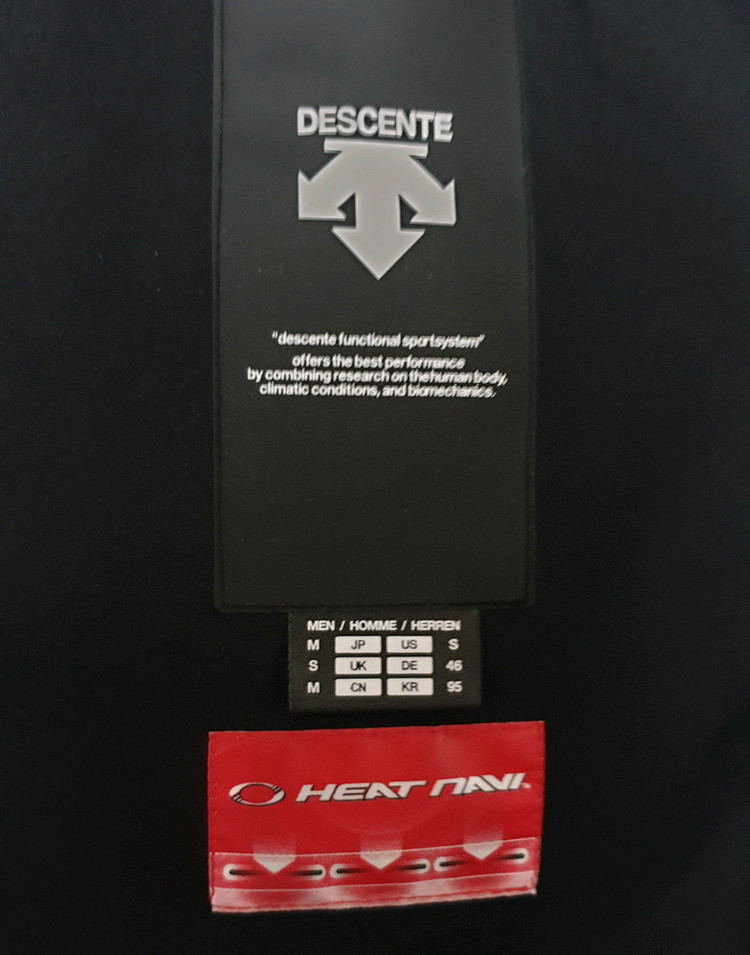 DESCENTE
"descente functional sportsystem"
offers the best performance
by combining research on the human body,
climatic conditions, and biomechanics.
MEN / HOMME / HERREN
M JP US S
S UK DE 46
M CN KR 95
HEAT NAVI™